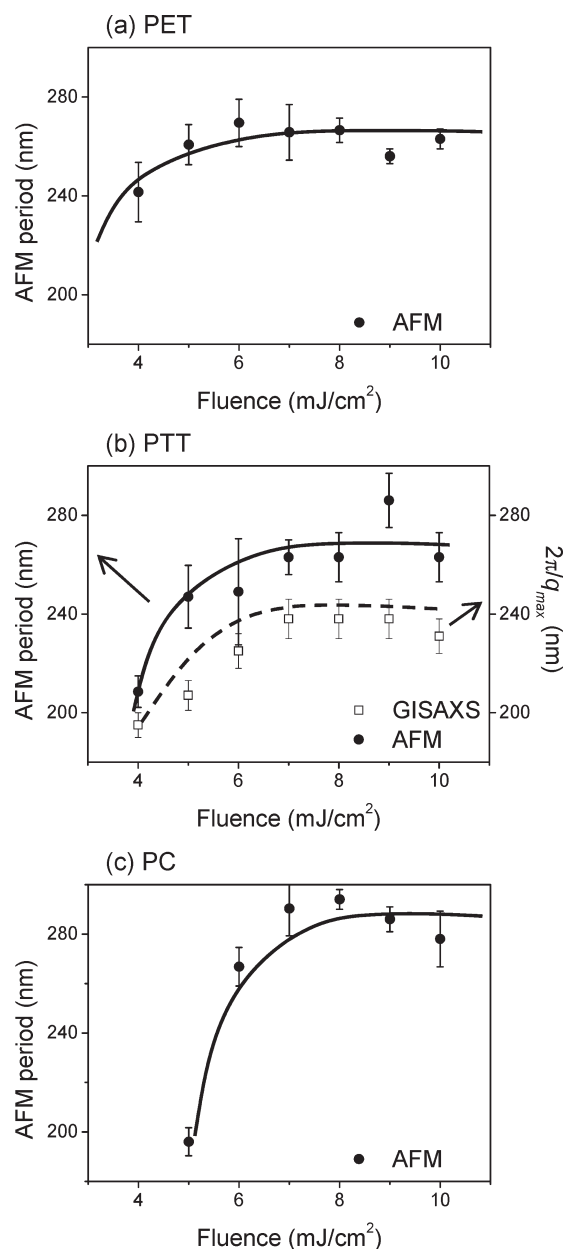 (a) PET
AFM period (nm)
280
240
200
AFM
4 6 8 10
Fluence (mJ/cm²)
(b) PTT
AFM period (nm)
280
240
200
280
240
200
2π/qmax (nm)
GISAXS
AFM
4 6 8 10
Fluence (mJ/cm²)
(c) PC
AFM period (nm)
280
240
200
AFM
4 6 8 10
Fluence (mJ/cm²)